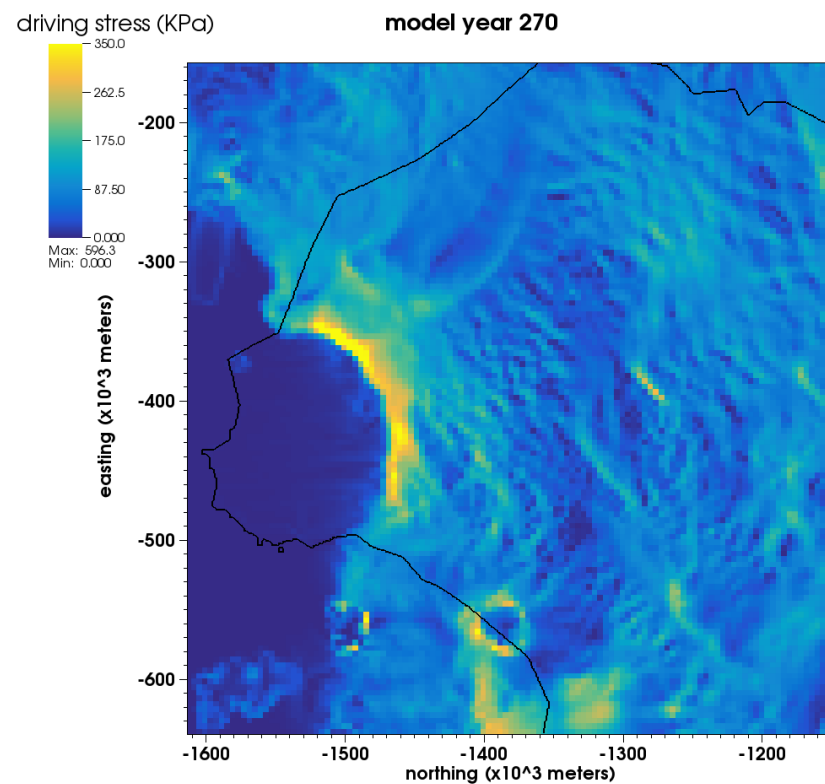 driving stress (KPa)
model year 270
350.0
262.5
175.0
87.50
0.000
Max: 596.3
Min: 0.000
-200
-300
-400
-500
-600
easting (x10^3 meters)
-1600 -1500 -1400 -1300 -1200
northing (x10^3 meters)